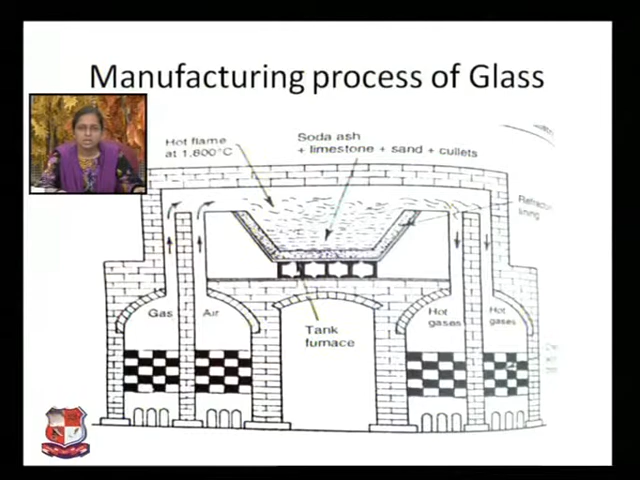 Manufacturing process of Glass
Hot flame
at 1,800°C
Soda ash
+ limestone + sand + cullets
lining
Gas
Air
Tank
furnace
Hot
gases
Hot
gases